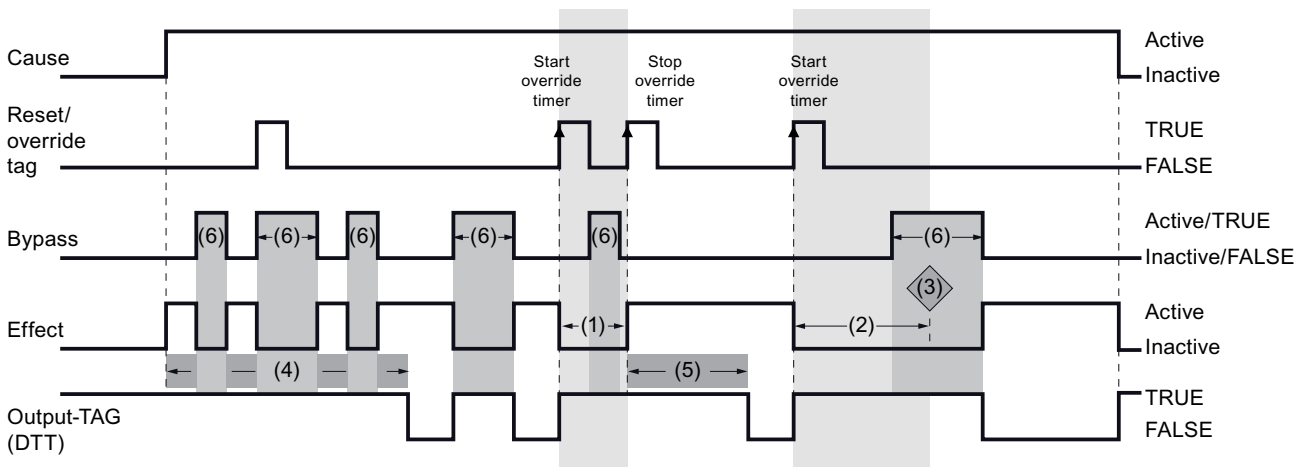 Cause
Active
Inactive
Start
override
timer
Stop
override
timer
Start
override
timer
Reset/
override
tag
TRUE
FALSE
Bypass
(6)
(6)
(6)
(6)
(6)
(6)
Active/TRUE
Inactive/FALSE
(3)
Effect
(1)
(2)
Active
Inactive
(4)
(5)
Output-TAG
(DTT)
TRUE
FALSE